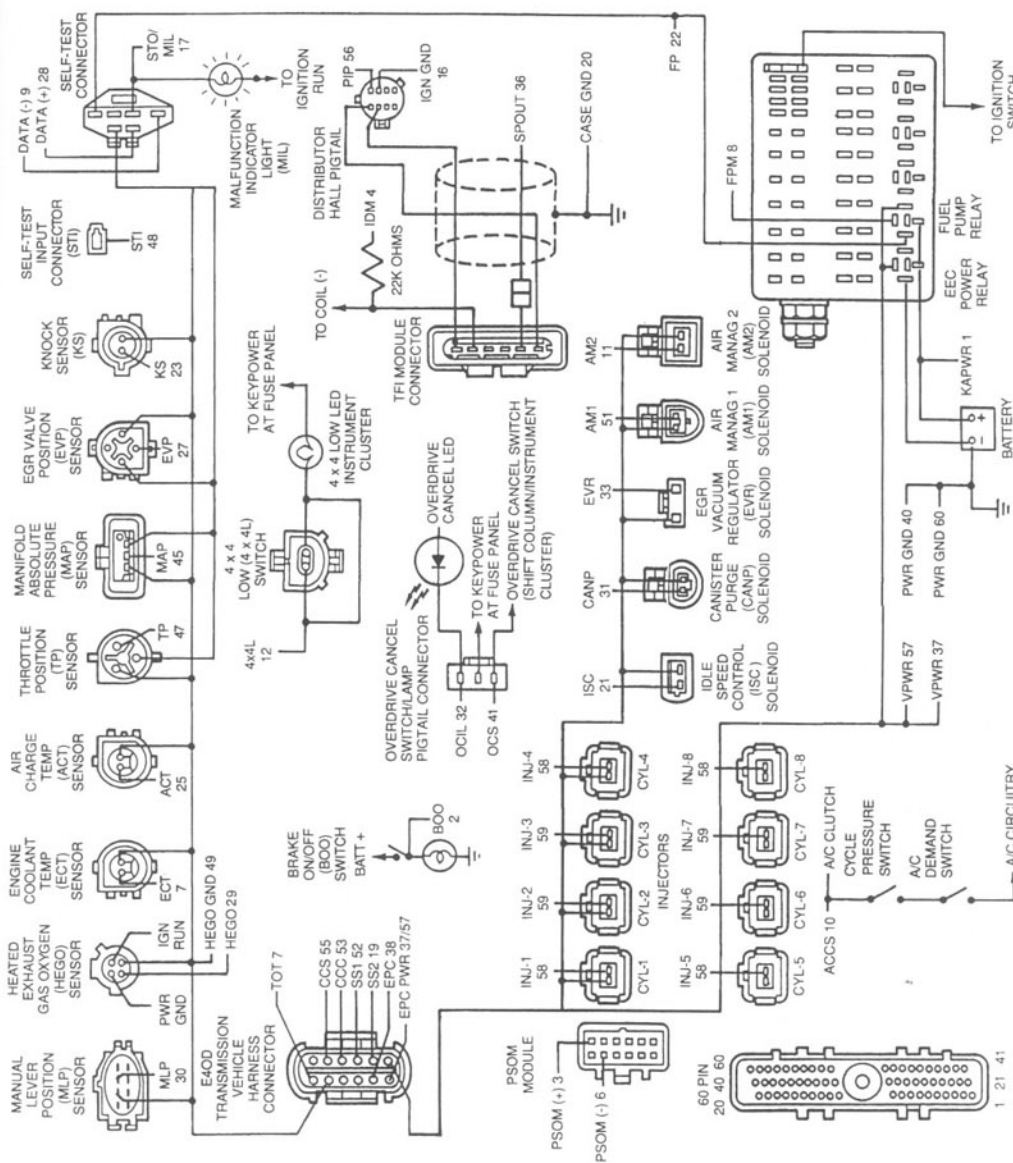 SELF-TEST
CONNECTOR
DATA (-) 9
DATA (+) 28
STO/
MIL
17
MALFUNCTION
INDICATOR
LIGHT
(MIL)
TO
IGNITION
RUN
PIP 56
IGN GND
16
DISTRIBUTOR
HALL PIGTAIL
SPOUT 36
CASE GND 20
FP 22
FPM 8
TO IGNITION
SWITCH
FUEL
PUMP
RELAY
EEC
POWER
RELAY
SELF-TEST
INPUT
CONNECTOR
(STI)
STI
48
KNOCK
SENSOR
(KS)
KS
23
EGR VALVE
POSITION
(EVP)
SENSOR
EVP
27
MANIFOLD
ABSOLUTE
PRESSURE
(MAP)
SENSOR
MAP
45
THROTTLE
POSITION
(TP)
SENSOR
TP
47
AIR
CHARGE
TEMP
(ACT)
SENSOR
ACT
25
ENGINE
COOLANT
TEMP
(ECT)
SENSOR
ECT
7
HEATED
EXHAUST
GAS OXYGEN
(HEGO)
SENSOR
IGN
RUN
PWR
GND
HEGO GND 49
HEGO 29
MANUAL
LEVER
POSITION
(MLP)
SENSOR
MLP
30
TO COIL (-)
IDM 4
22K OHMS
TFI MODULE
CONNECTOR
TO KEYPOWER
AT FUSE PANEL
4 x 4 LOW LED
INSTRUMENT
CLUSTER
4 x 4
LOW (4 x 4L)
SWITCH
4x4L
12
OVERDRIVE
CANCEL LED
TO KEYPOWER
AT FUSE PANEL
OVERDRIVE CANCEL SWITCH
(SHIFT COLUMN/INSTRUMENT
CLUSTER)
OVERDRIVE CANCEL
SWITCH/LAMP
PIGTAIL CONNECTOR
OCIL 32
OCS 41
BRAKE
ON/OFF
(BOO)
SWITCH
BATT +
BOO
2
TOT 7
E4OD
TRANSMISSION
VEHICLE
HARNESS
CONNECTOR
CCS 55
CCC 53
SS1 52
SS2 19
EPC 38
EPC PWR 37/57
AM2
11
AIR
MANAG 2
(AM2)
SOLENOID
AM1
51
AIR
MANAG 1
(AM1)
SOLENOID
EVR
33
EGR
VACUUM
REGULATOR
(EVR)
SOLENOID
CANP
31
CANISTER
PURGE
(CANP)
SOLENOID
ISC
21
IDLE
SPEED
CONTROL
(ISC)
SOLENOID
INJ-4
58
CYL-4
INJ-3
59
CYL-3
INJ-2
59
CYL-2
INJ-1
58
CYL-1
INJECTORS
INJ-8
58
CYL-8
INJ-7
59
CYL-7
INJ-6
59
CYL-6
INJ-5
58
CYL-5
KAPWR 1
BATTERY
PWR GND 40
PWR GND 60
VPWR 57
VPWR 37
A/C CLUTCH
CYCLE
PRESSURE
SWITCH
A/C
DEMAND
SWITCH
A/C CIRCUITRY
ACCS 10
PSOM
MODULE
PSOM (+) 3
PSOM (-) 6
60 PIN
20 40 60
1 21 41